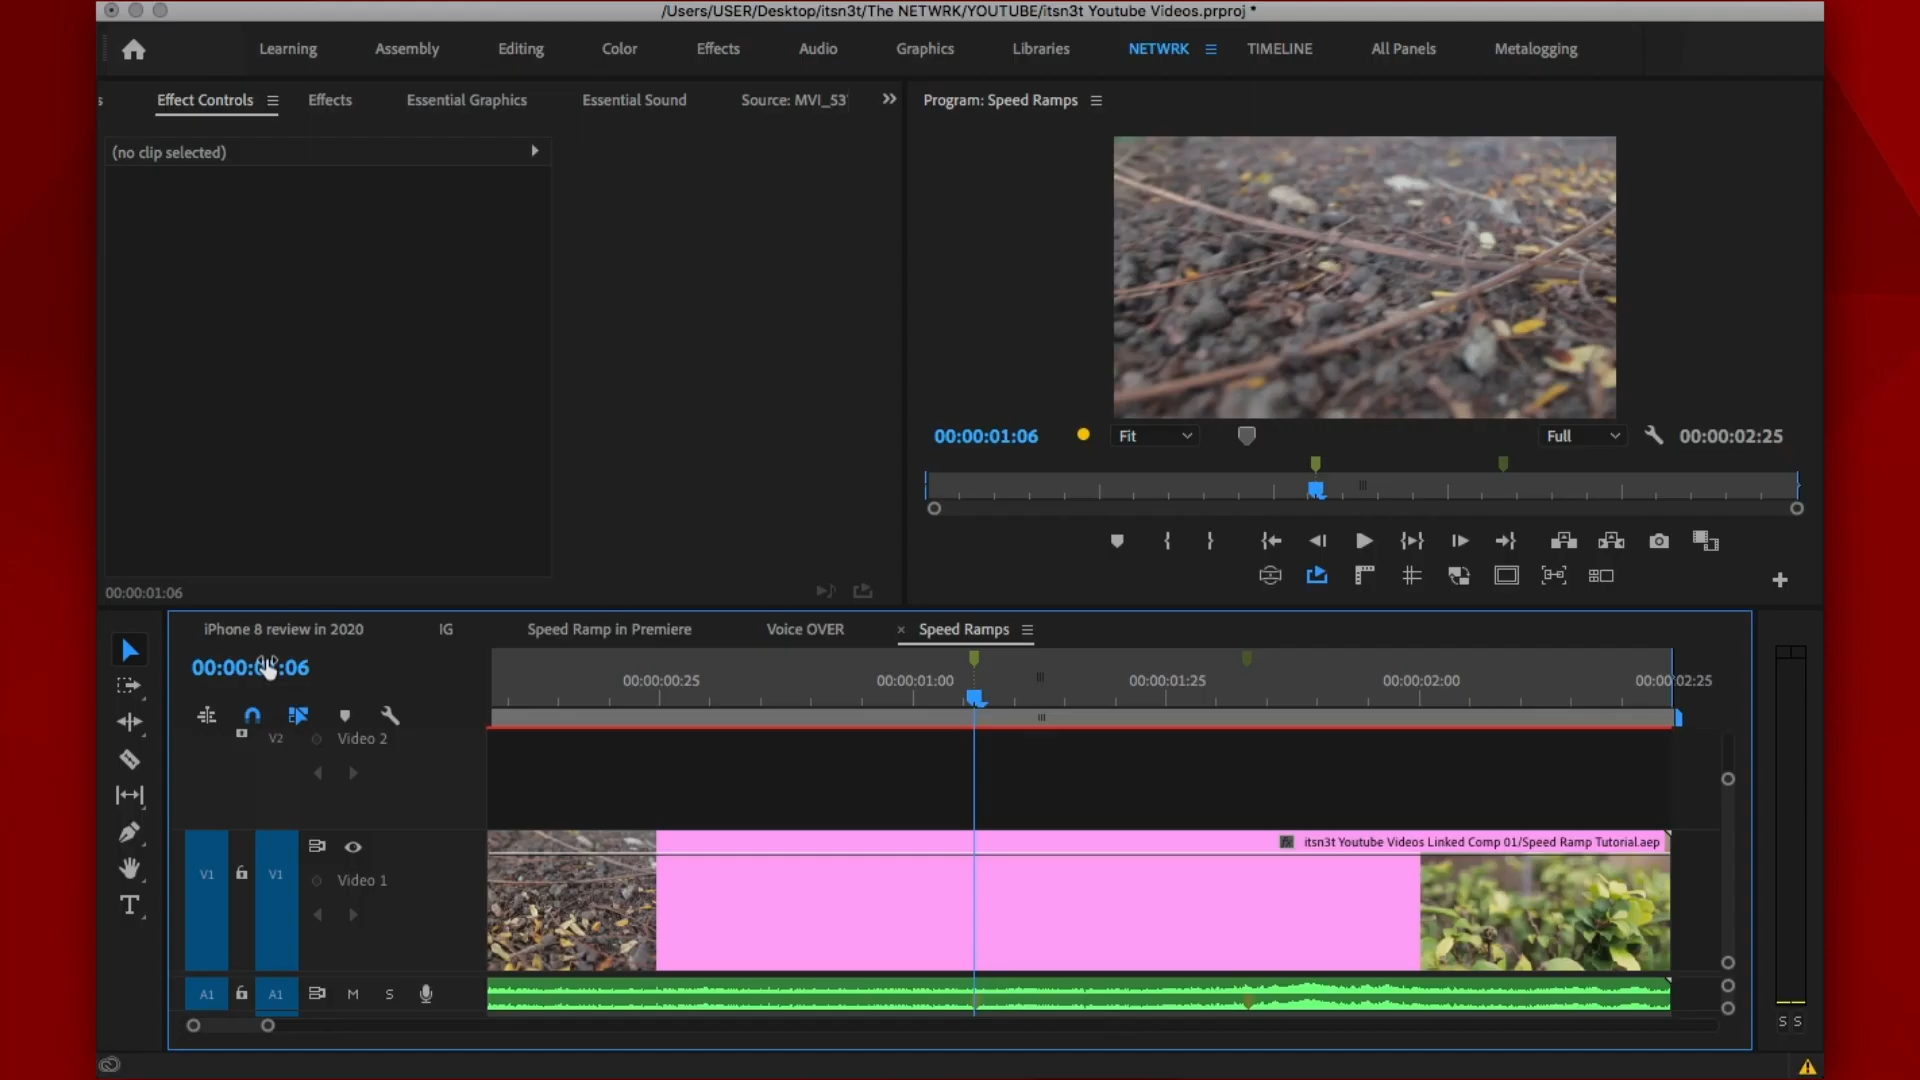 /Users/USER/Desktop/itsn3t/The NETWRK/YOUTUBE/itsn3t Youtube Videos.prproj *
Learning Assembly Editing Color Effects Audio Graphics Libraries NETWRK TIMELINE All Panels Metalogging
s Effect Controls Effects Essential Graphics Essential Sound Source: MVI_53
Program: Speed Ramps
(no clip selected)
00:00:01:06 Fit Full 00:00:02:25
00:00:01:06
iPhone 8 review in 2020 IG Speed Ramp in Premiere Voice OVER × Speed Ramps
00:00:01:06
00:00:00:25 00:00:01:00 00:00:01:25 00:00:02:00 00:00:02:25
V2 Video 2
fx itsn3t Youtube Videos Linked Comp 01/Speed Ramp Tutorial.aep
V1 V1 Video 1
A1 A1 M S
S S